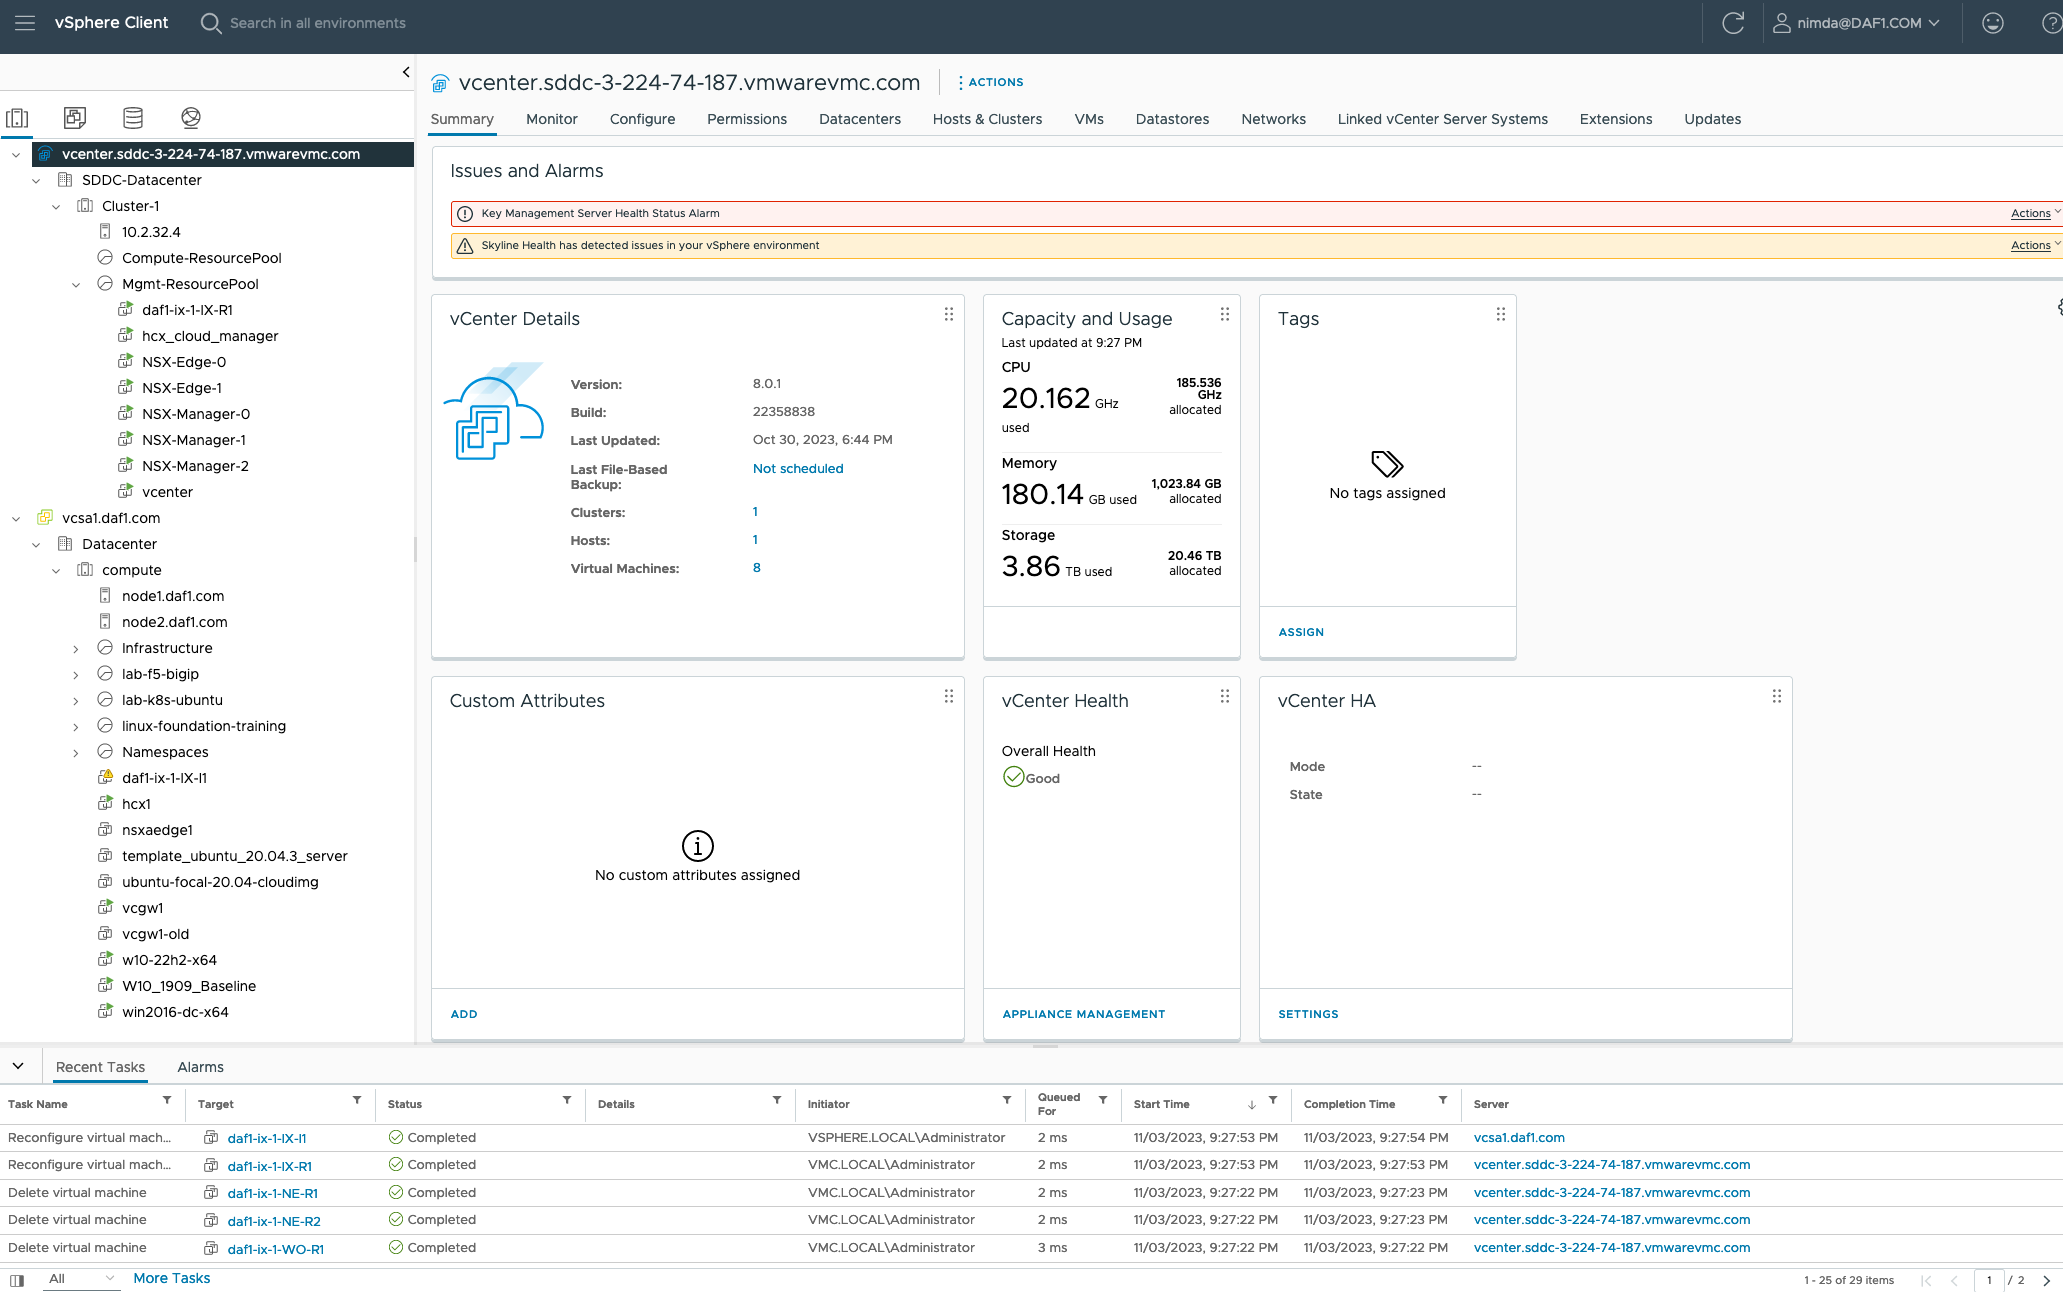 vSphere Client
Search in all environments
nimda@DAF1.COM
vcenter.sddc-3-224-74-187.vmwarevmc.com
SDDC-Datacenter
Cluster-1
10.2.32.4
Compute-ResourcePool
Mgmt-ResourcePool
daf1-ix-1-IX-R1
hcx_cloud_manager
NSX-Edge-0
NSX-Edge-1
NSX-Manager-0
NSX-Manager-1
NSX-Manager-2
vcenter
vcsa1.daf1.com
Datacenter
compute
node1.daf1.com
node2.daf1.com
Infrastructure
lab-f5-bigip
lab-k8s-ubuntu
linux-foundation-training
Namespaces
daf1-ix-1-IX-I1
hcx1
nsxaedge1
template_ubuntu_20.04.3_server
ubuntu-focal-20.04-cloudimg
vcgw1
vcgw1-old
w10-22h2-x64
W10_1909_Baseline
win2016-dc-x64
vcenter.sddc-3-224-74-187.vmwarevmc.com ACTIONS
Summary Monitor Configure Permissions Datacenters Hosts & Clusters VMs Datastores Networks Linked vCenter Server Systems Extensions Updates
Issues and Alarms
Key Management Server Health Status Alarm Actions
Skyline Health has detected issues in your vSphere environment Actions
vCenter Details
Version: 8.0.1
Build: 22358838
Last Updated: Oct 30, 2023, 6:44 PM
Last File-Based Not scheduled
Backup:
Clusters: 1
Hosts: 1
Virtual Machines: 8
Capacity and Usage
Last updated at 9:27 PM
CPU
20.162 GHz used
185.536 GHz allocated
Memory
180.14 GB used
1,023.84 GB allocated
Storage
3.86 TB used
20.46 TB allocated
Tags
No tags assigned
ASSIGN
Custom Attributes
No custom attributes assigned
ADD
vCenter Health
Overall Health
Good
APPLIANCE MANAGEMENT
vCenter HA
Mode --
State --
SETTINGS
Recent Tasks Alarms
Task Name Target Status Details Initiator Queued For Start Time Completion Time Server
Reconfigure virtual mach... daf1-ix-1-IX-I1 Completed VSPHERE.LOCAL\Administrator 2 ms 11/03/2023, 9:27:53 PM 11/03/2023, 9:27:54 PM vcsa1.daf1.com
Reconfigure virtual mach... daf1-ix-1-IX-R1 Completed VMC.LOCAL\Administrator 2 ms 11/03/2023, 9:27:53 PM 11/03/2023, 9:27:53 PM vcenter.sddc-3-224-74-187.vmwarevmc.com
Delete virtual machine daf1-ix-1-NE-R1 Completed VMC.LOCAL\Administrator 2 ms 11/03/2023, 9:27:22 PM 11/03/2023, 9:27:23 PM vcenter.sddc-3-224-74-187.vmwarevmc.com
Delete virtual machine daf1-ix-1-NE-R2 Completed VMC.LOCAL\Administrator 2 ms 11/03/2023, 9:27:22 PM 11/03/2023, 9:27:23 PM vcenter.sddc-3-224-74-187.vmwarevmc.com
Delete virtual machine daf1-ix-1-WO-R1 Completed VMC.LOCAL\Administrator 3 ms 11/03/2023, 9:27:22 PM 11/03/2023, 9:27:22 PM vcenter.sddc-3-224-74-187.vmwarevmc.com
All More Tasks 1 - 25 of 29 items 1 / 2